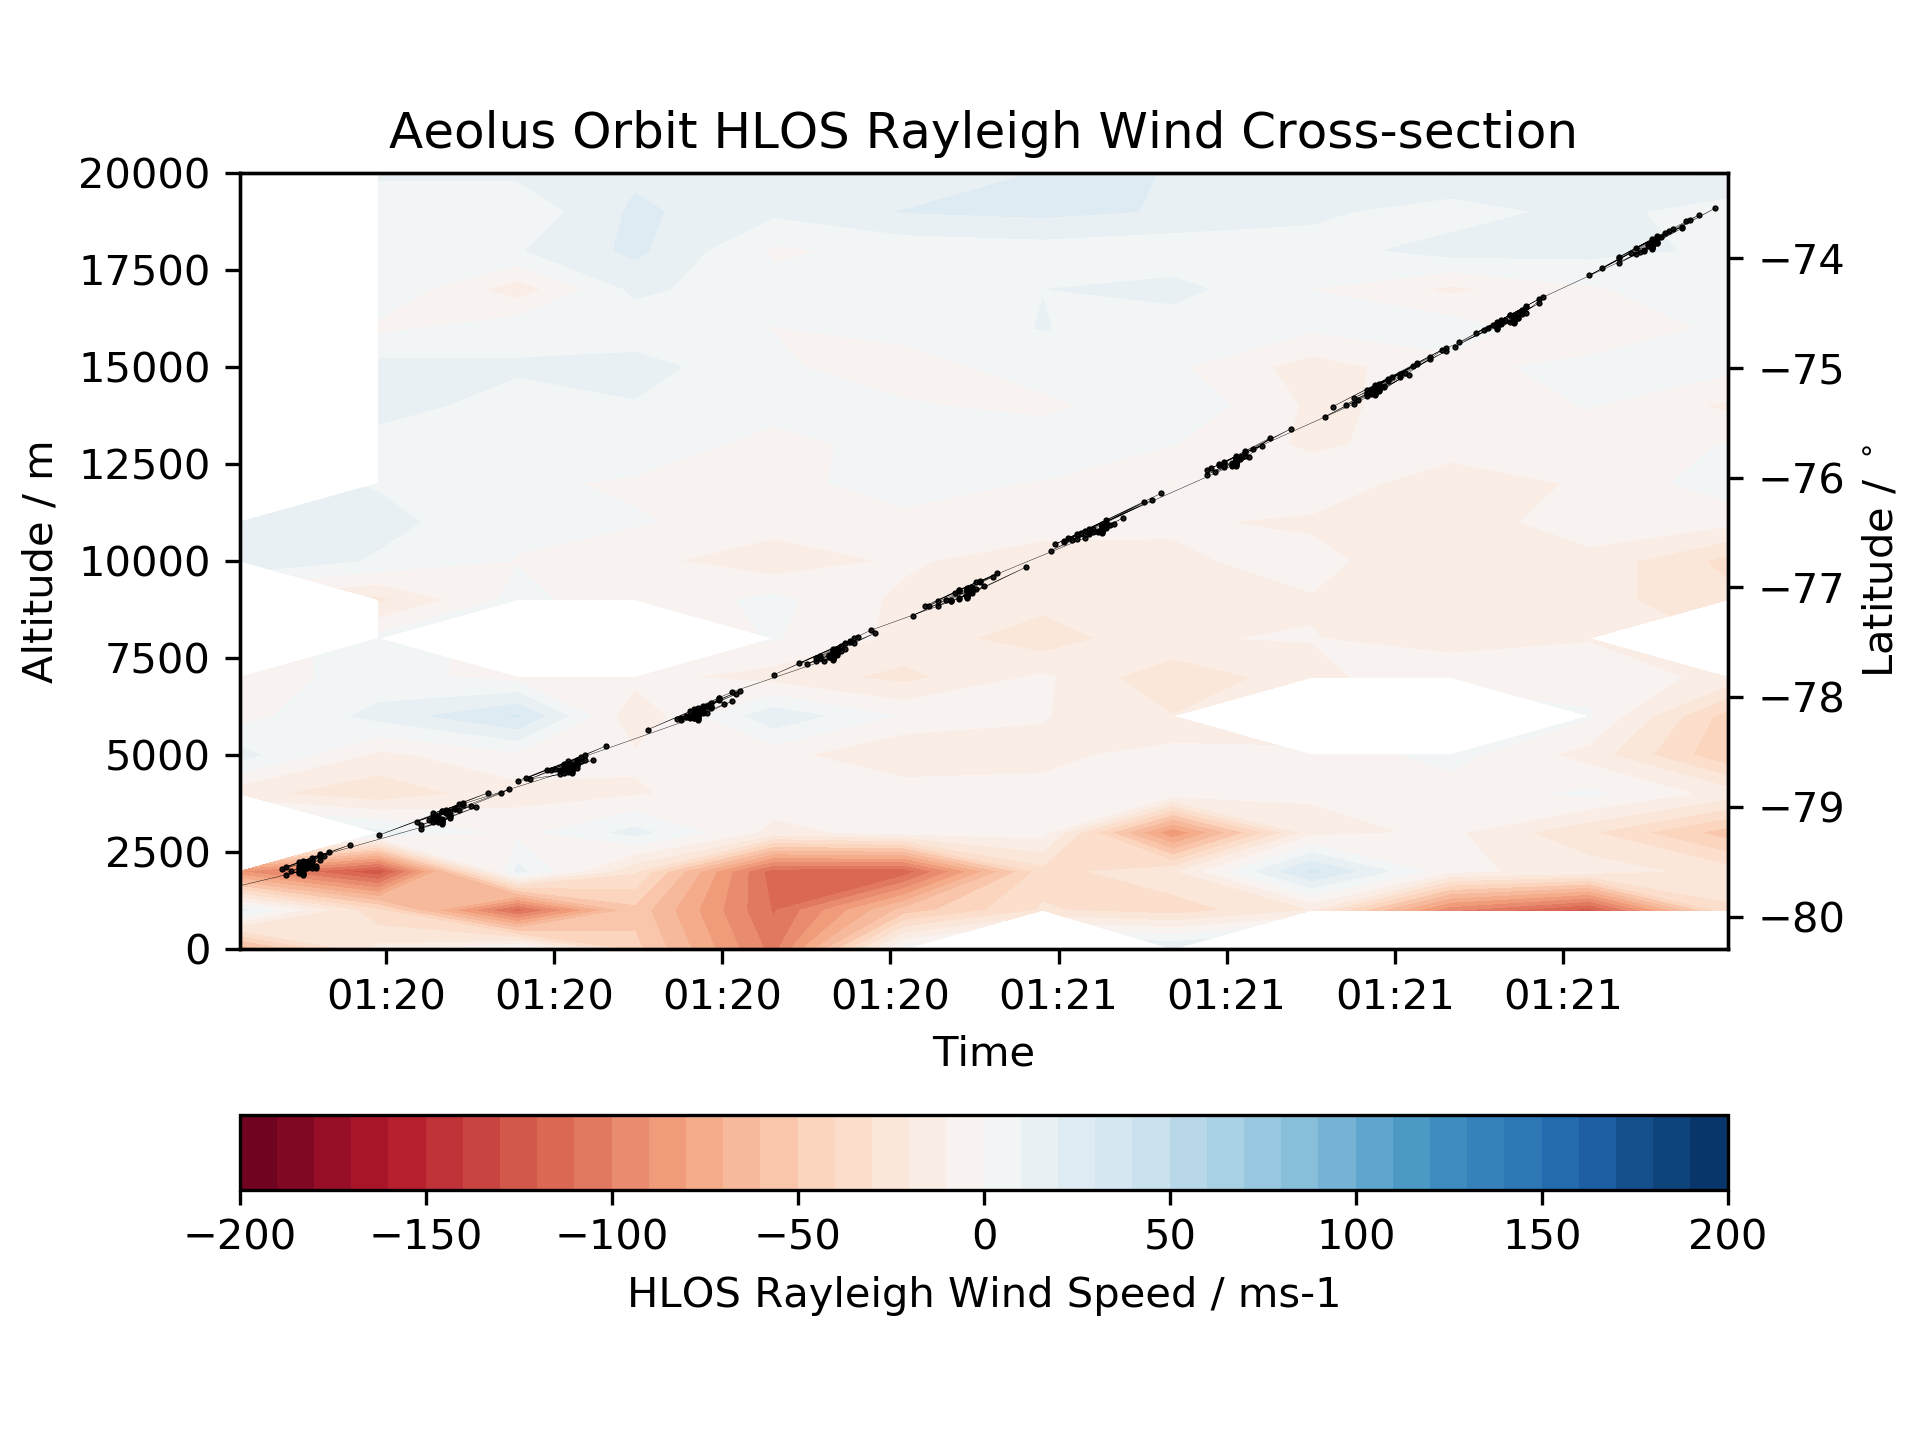 Aeolus Orbit HLOS Rayleigh Wind Cross-section
20000
17500
15000
12500
10000
7500
5000
2500
0
Altitude / m
−74
−75
−76
−77
−78
−79
−80
Latitude / °
01:20 01:20 01:20 01:20 01:21 01:21 01:21 01:21
Time
−200 −150 −100 −50 0 50 100 150 200
HLOS Rayleigh Wind Speed / ms-1